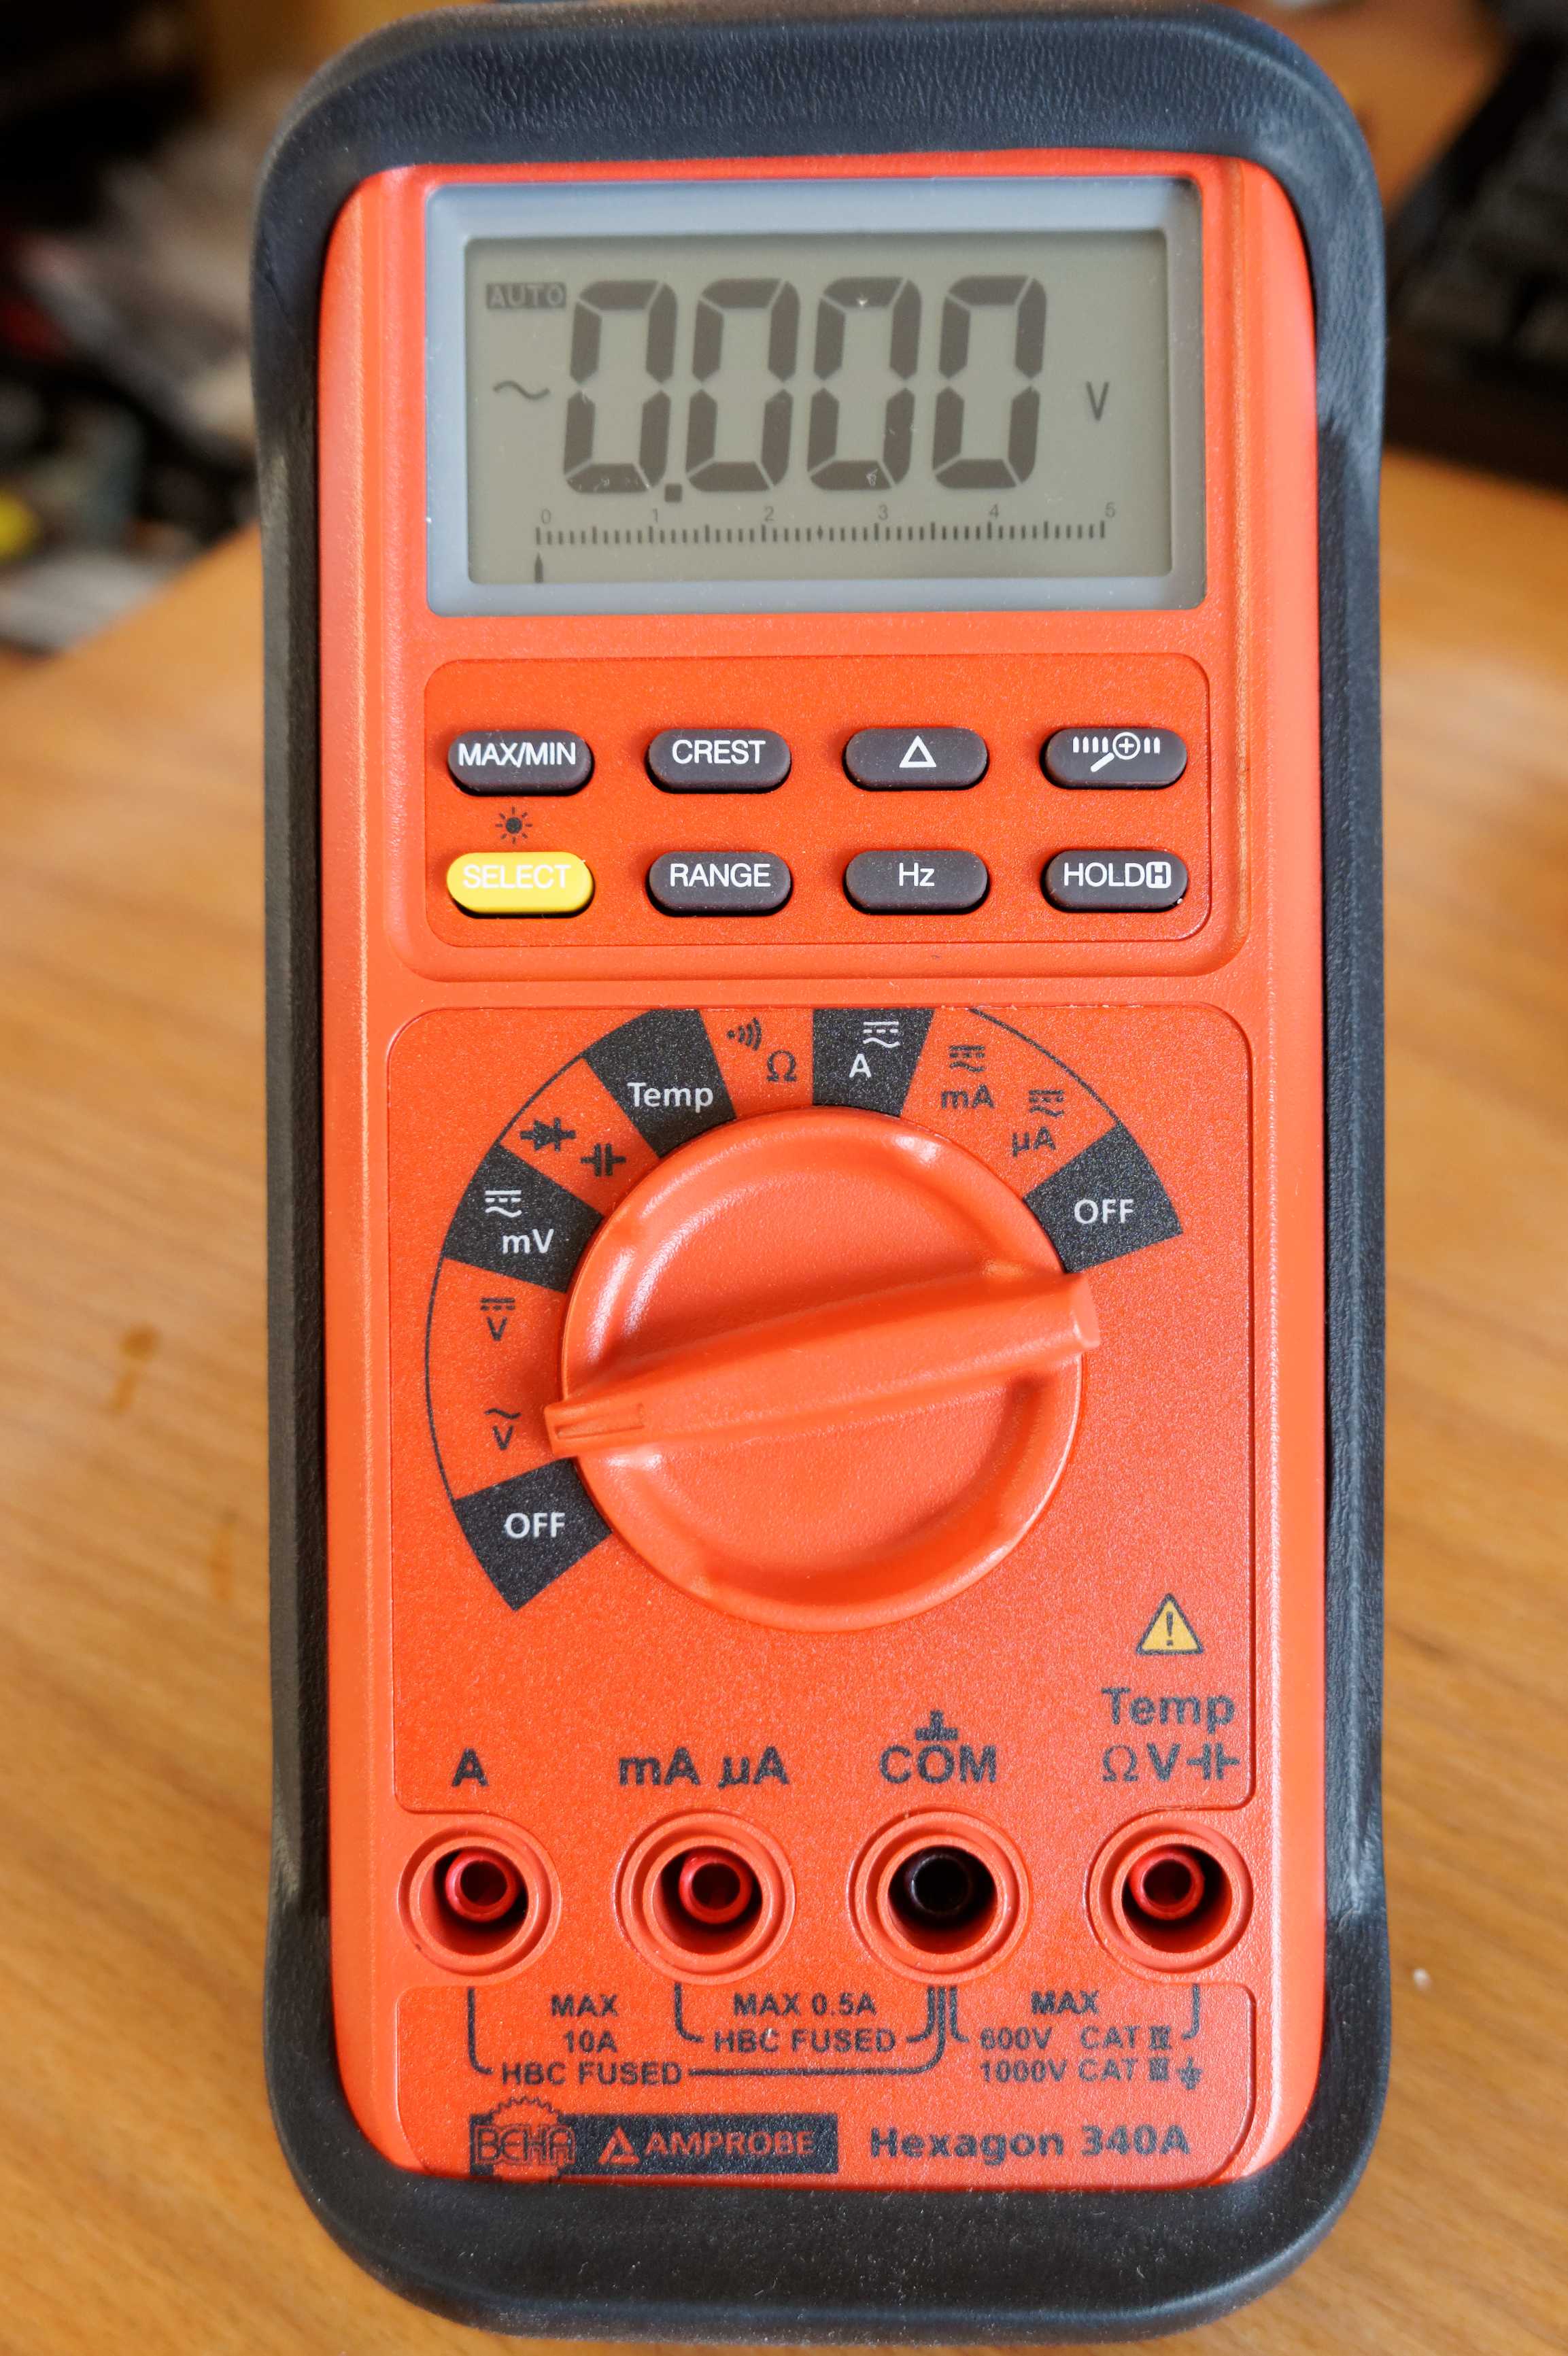 AUTO
0.000
~ V
0 1 2 3 4 5
MAX/MIN CREST Δ
SELECT RANGE Hz HOLD H
Temp Ω A
mA
µA
mV OFF
V
V
OFF
Temp
A mA µA COM Ω V
MAX MAX 0.5A MAX
10A HBC FUSED 600V CAT IV
HBC FUSED 1000V CAT III
BEHA AMPROBE Hexagon 340A